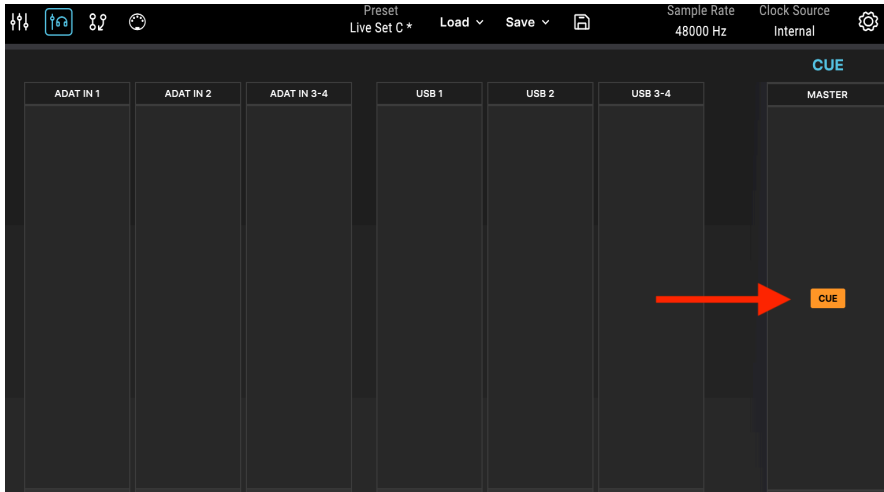 Preset
Live Set C *
Load
Save
Sample Rate
48000 Hz
Clock Source
Internal
CUE
ADAT IN 1
ADAT IN 2
ADAT IN 3-4
USB 1
USB 2
USB 3-4
MASTER
CUE